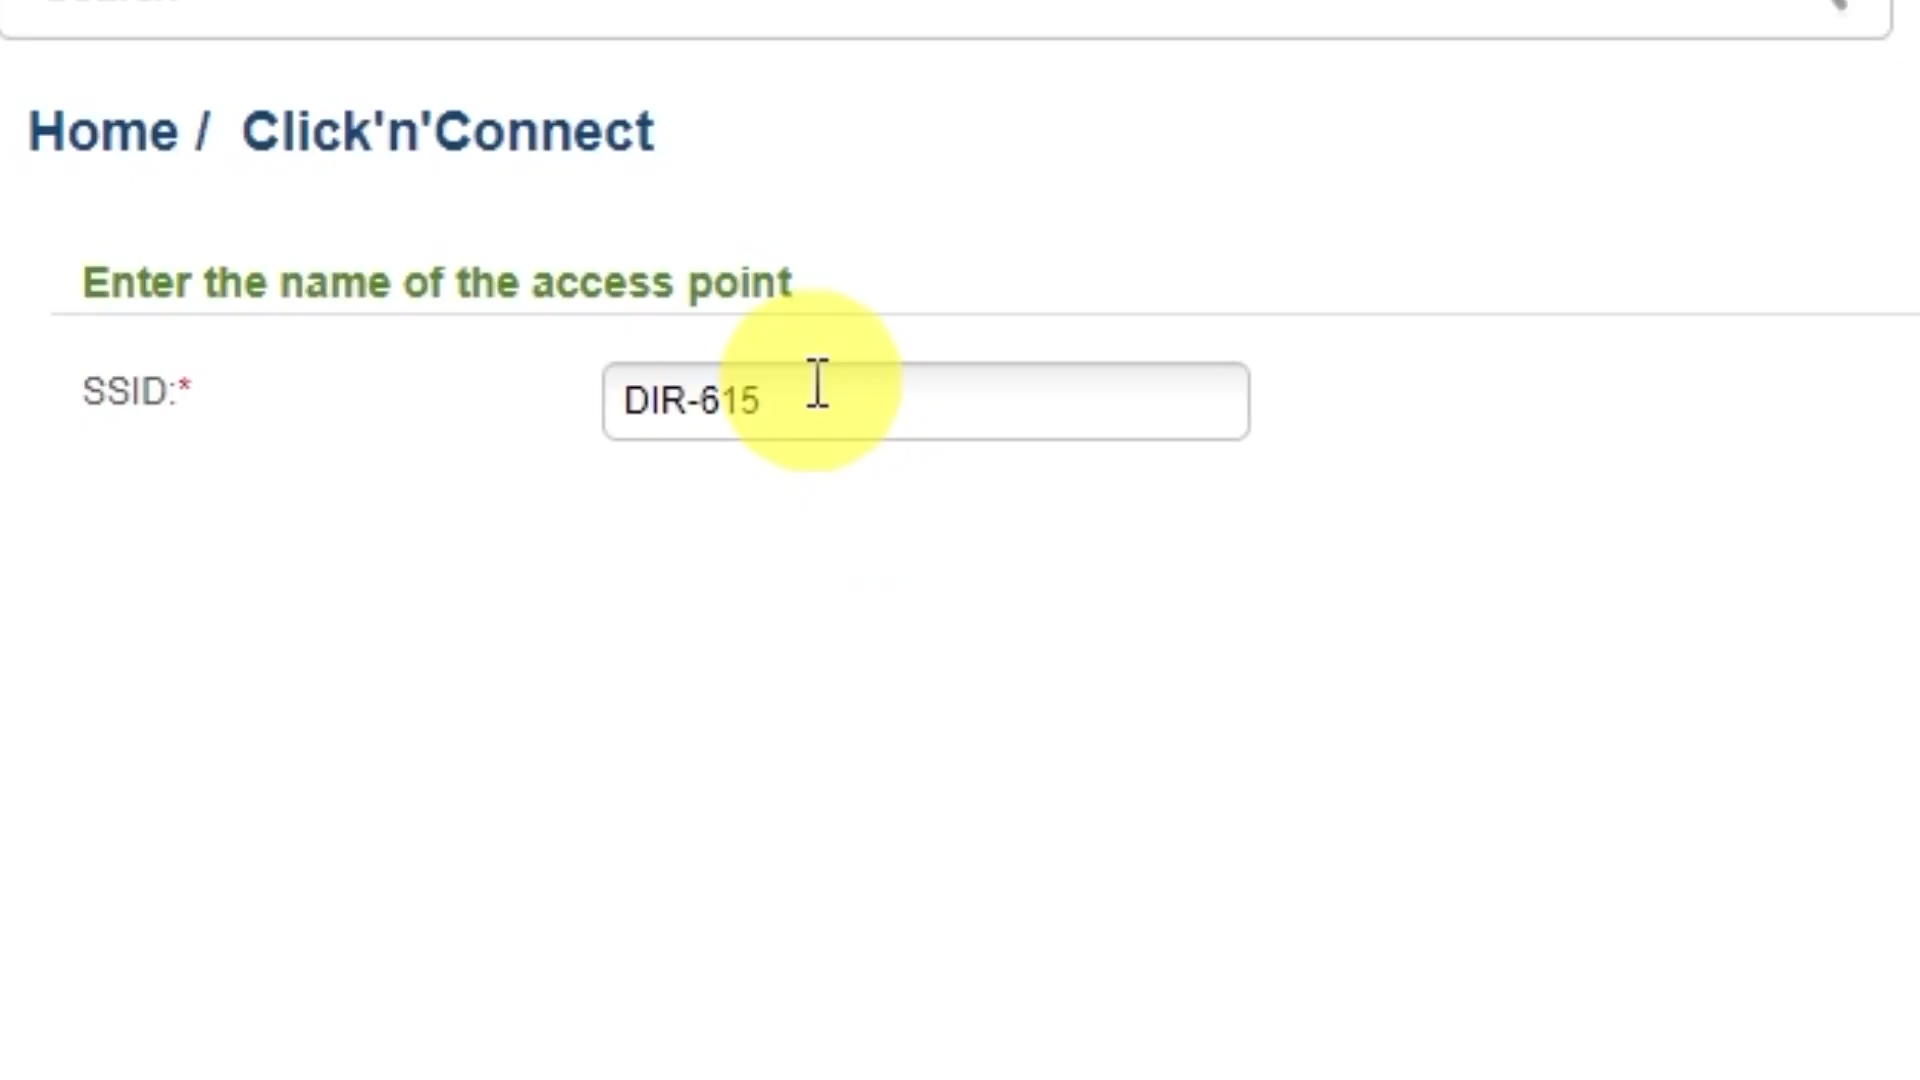 Home / Click'n'Connect
Enter the name of the access point
SSID:*
DIR-615